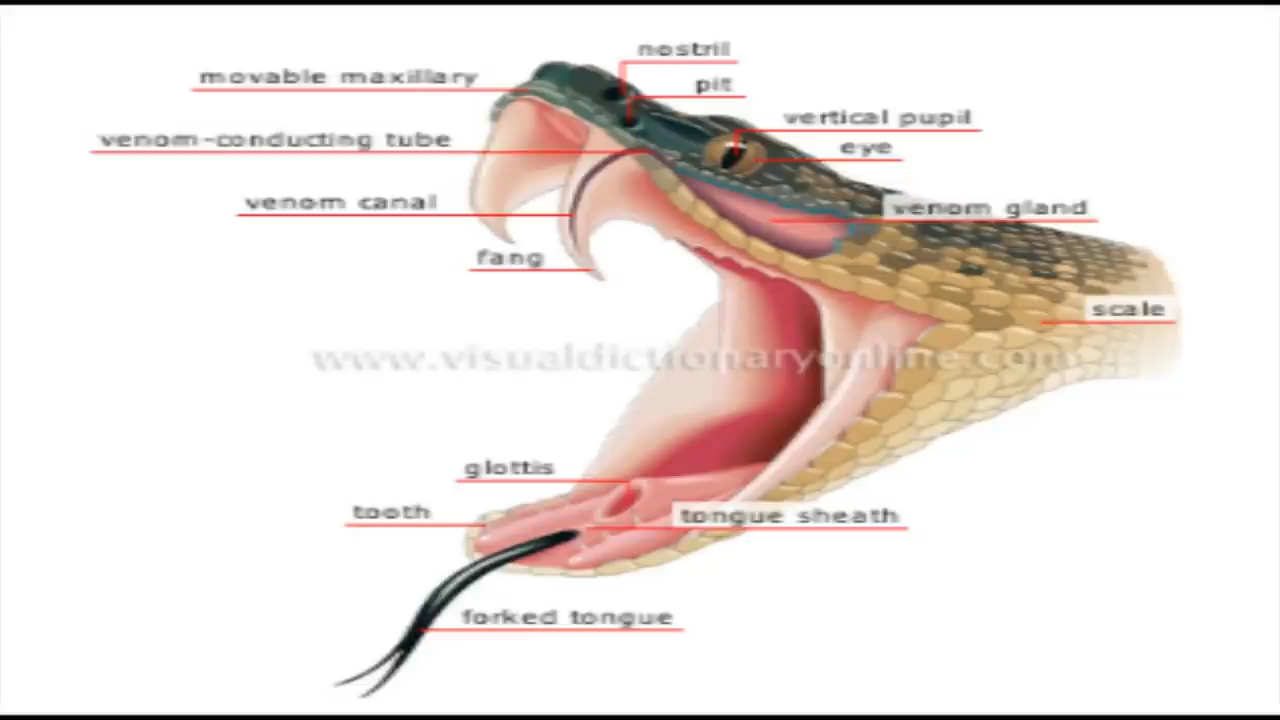 nostril
movable maxillary
pit
vertical pupil
venom-conducting tube
eye
venom canal
venom gland
fang
scale
www.visualdictionaryonline.com
glottis
tooth
tongue sheath
forked tongue